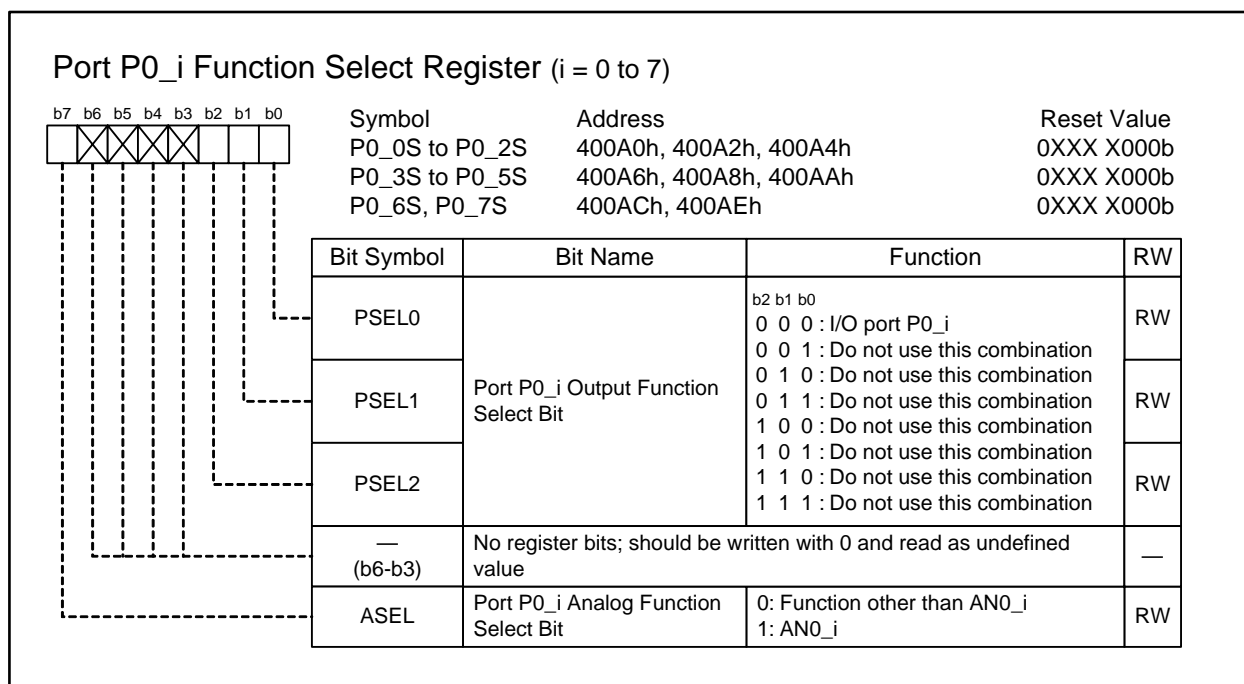 Port P0_i Function Select Register (i = 0 to 7)
b7 b6 b5 b4 b3 b2 b1 b0
Symbol Address Reset Value
P0_0S to P0_2S 400A0h, 400A2h, 400A4h 0XXX X000b
P0_3S to P0_5S 400A6h, 400A8h, 400AAh 0XXX X000b
P0_6S, P0_7S 400ACh, 400AEh 0XXX X000b
Bit Symbol Bit Name Function RW
PSEL0
PSEL1
PSEL2
Port P0_i Output Function
Select Bit
b2 b1 b0
0 0 0 : I/O port P0_i
0 0 1 : Do not use this combination
0 1 0 : Do not use this combination
0 1 1 : Do not use this combination
1 0 0 : Do not use this combination
1 0 1 : Do not use this combination
1 1 0 : Do not use this combination
1 1 1 : Do not use this combination
RW
RW
RW
—
(b6-b3)
No register bits; should be written with 0 and read as undefined
value
—
ASEL
Port P0_i Analog Function
Select Bit
0: Function other than AN0_i
1: AN0_i
RW